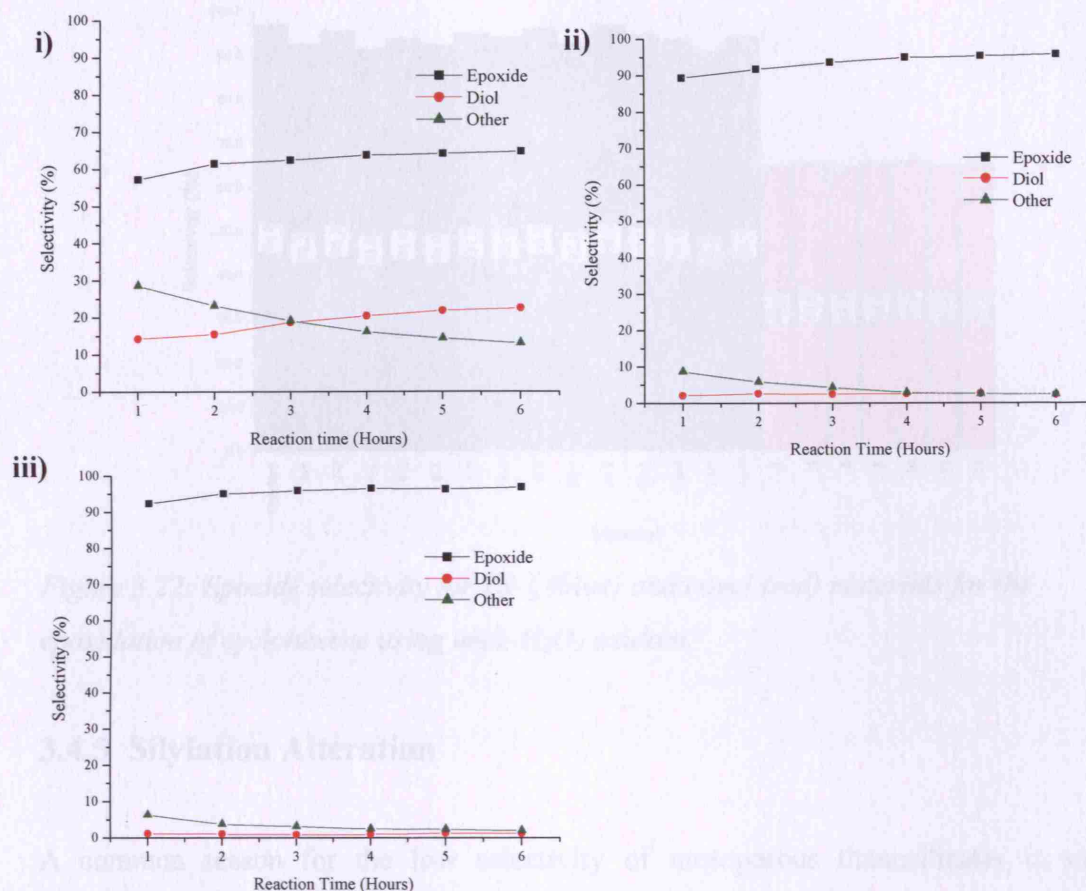 i)
100
90
80
70
60
50
40
30
20
10
0
Selectivity (%)
Epoxide
Diol
Other
1 2 3 4 5 6
Reaction time (Hours)
ii)
100
90
80
70
60
50
40
30
20
10
0
Selectivity (%)
Epoxide
Diol
Other
1 2 3 4 5 6
Reaction Time (Hours)
iii)
100
90
80
70
60
50
40
30
20
10
0
Selectivity (%)
Epoxide
Diol
Other
1 2 3 4 5 6
Reaction Time (Hours)
3.4.5 Silylation Alteration